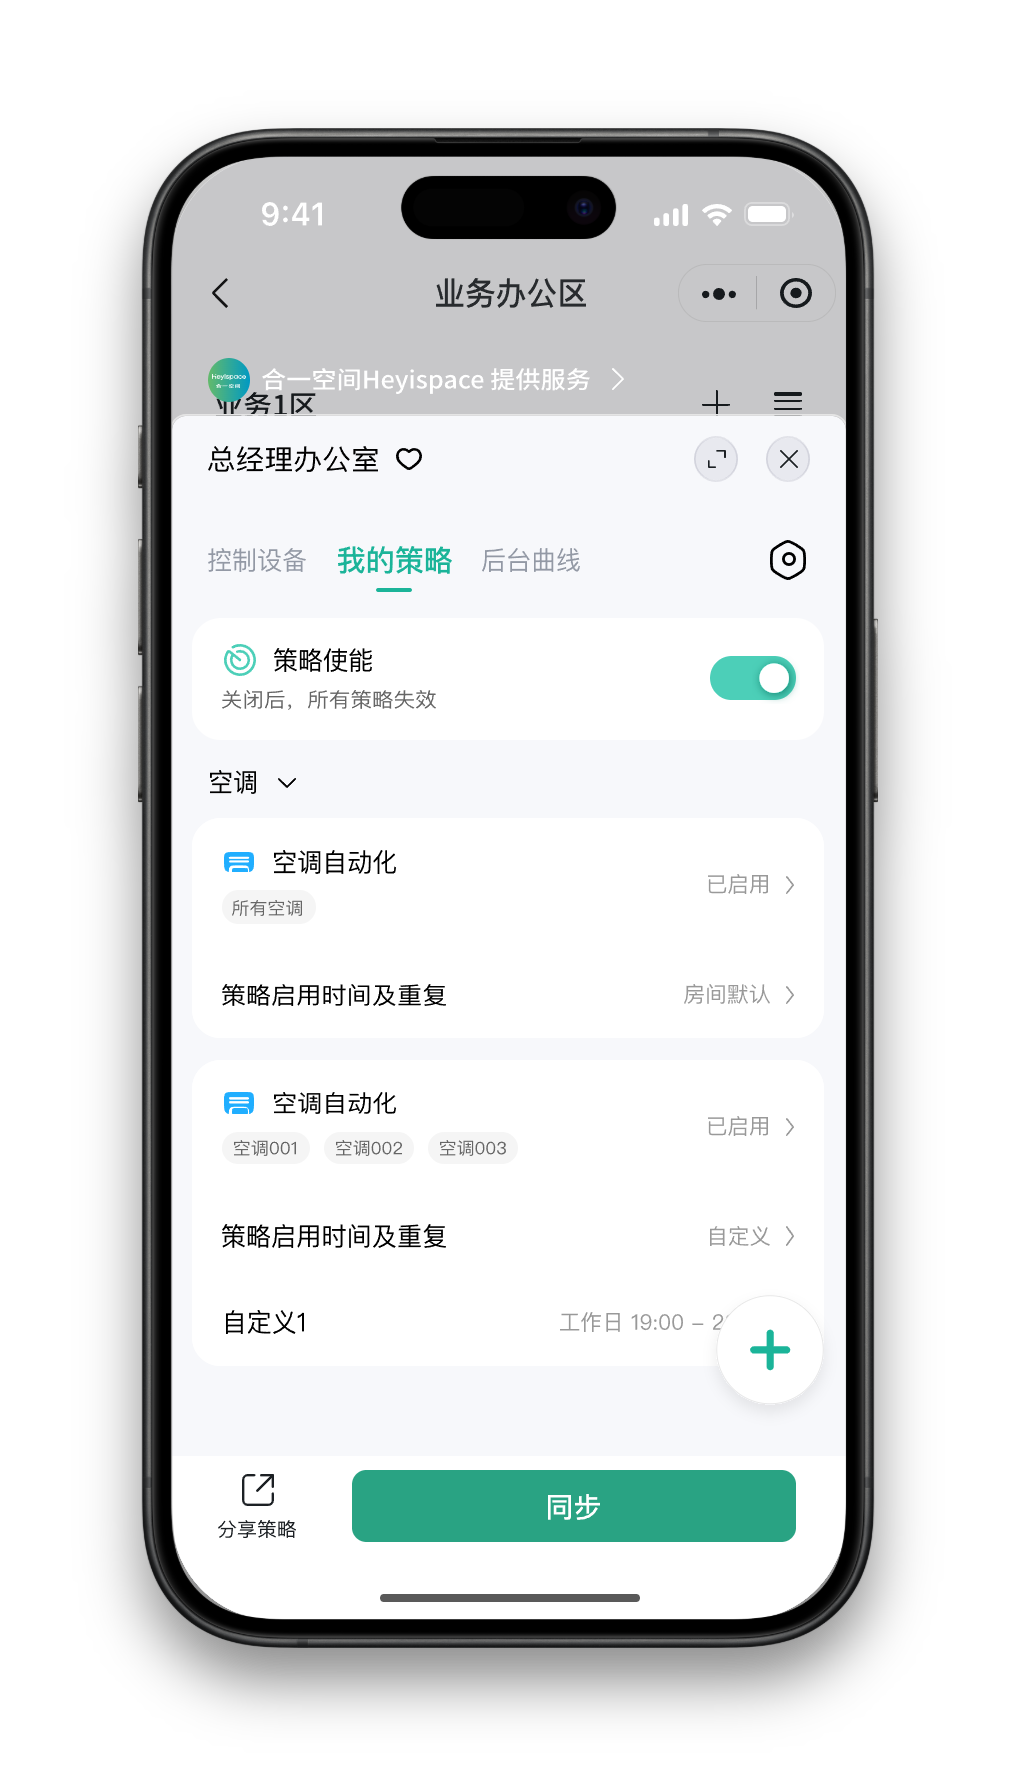 9:41
业务办公区
Heyispace
合一空间
合一空间Heyispace 提供服务
业务1区
总经理办公室
控制设备 我的策略 后台曲线
策略使能
关闭后，所有策略失效
空调
空调自动化
已启用
所有空调
策略启用时间及重复 房间默认
空调自动化
已启用
空调001 空调002 空调003
策略启用时间及重复 自定义
自定义1 工作日 19:00 – 2
同步
分享策略